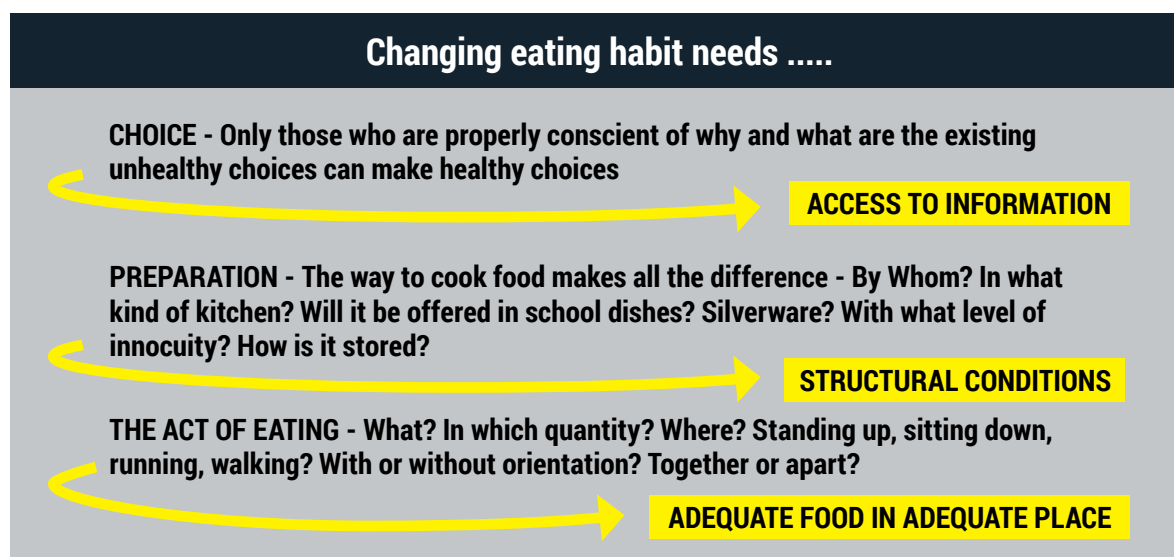 Changing eating habit needs .....
CHOICE - Only those who are properly conscient of why and what are the existing
unhealthy choices can make healthy choices
ACCESS TO INFORMATION
PREPARATION - The way to cook food makes all the difference - By Whom? In what
kind of kitchen? Will it be offered in school dishes? Silverware? With what level of
innocuity? How is it stored?
STRUCTURAL CONDITIONS
THE ACT OF EATING - What? In which quantity? Where? Standing up, sitting down,
running, walking? With or without orientation? Together or apart?
ADEQUATE FOOD IN ADEQUATE PLACE